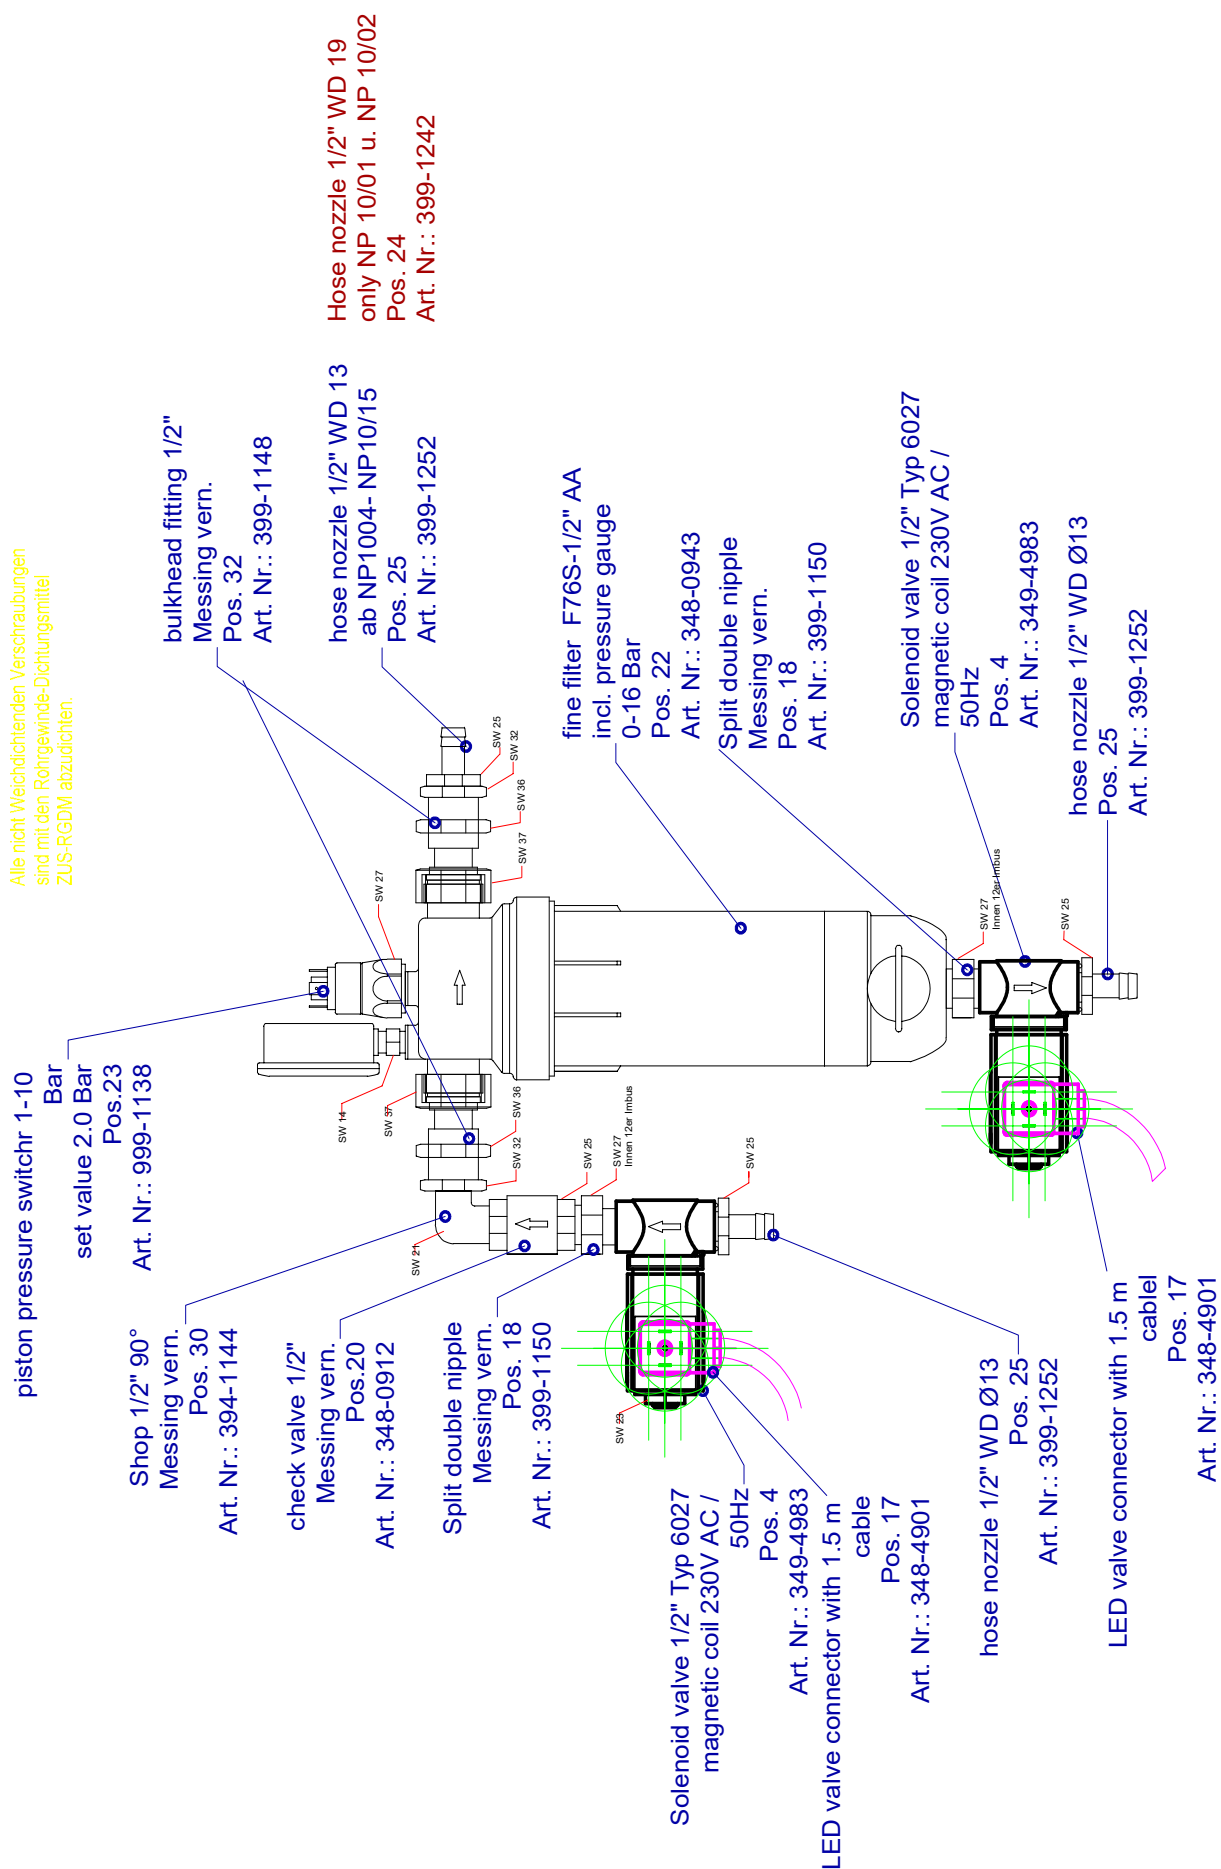 Alle nicht Weichdichtenden Verschraubungen
sind mit den Rohrgewinde-Dichtungsmittel
ZUS-RGDM abzudichten.
piston pressure switchr 1-10
Bar
set value 2.0 Bar
Pos.23
Art. Nr.: 999-1138
Shop 1/2" 90°
Messing vern.
Pos. 30
Art. Nr.: 394-1144
check valve 1/2"
Messing vern.
Pos.20
Art. Nr.: 348-0912
Split double nipple
Messing vern.
Pos. 18
Art. Nr.: 399-1150
Solenoid valve 1/2" Typ 6027
magnetic coil 230V AC /
50Hz
Pos. 4
Art. Nr.: 349-4983
LED valve connector with 1.5 m
cable
Pos. 17
Art. Nr.: 348-4901
hose nozzle 1/2" WD Ø13
Pos. 25
Art. Nr.: 399-1252
LED valve connector with 1.5 m
cablel
Pos. 17
Art. Nr.: 348-4901
bulkhead fitting 1/2"
Messing vern.
Pos. 32
Art. Nr.: 399-1148
hose nozzle 1/2" WD 13
ab NP1004- NP10/15
Pos. 25
Art. Nr.: 399-1252
Hose nozzle 1/2" WD 19
only NP 10/01 u. NP 10/02
Pos. 24
Art. Nr.: 399-1242
fine filter F76S-1/2" AA
incl. pressure gauge
0-16 Bar
Pos. 22
Art. Nr.: 348-0943
Split double nipple
Messing vern.
Pos. 18
Art. Nr.: 399-1150
Solenoid valve 1/2" Typ 6027
magnetic coil 230V AC /
50Hz
Pos. 4
Art. Nr.: 349-4983
hose nozzle 1/2" WD Ø13
Pos. 25
Art. Nr.: 399-1252
SW 14
SW 27
SW 37
SW 36
SW 32
SW 21
SW 25
SW 27
Innen 12er Imbus
SW 25
SW 23
SW 37
SW 36
SW 32
SW 25
SW 27
Innen 12er Imbus
SW 25